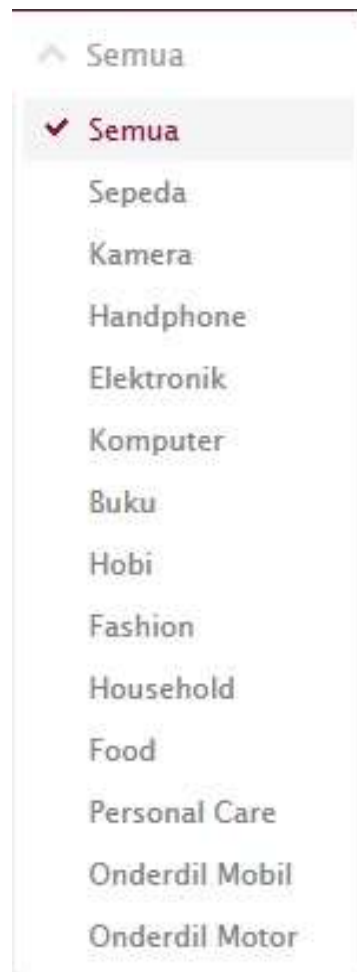 Semua
Semua
Sepeda
Kamera
Handphone
Elektronik
Komputer
Buku
Hobi
Fashion
Household
Food
Personal Care
Onderdil Mobil
Onderdil Motor